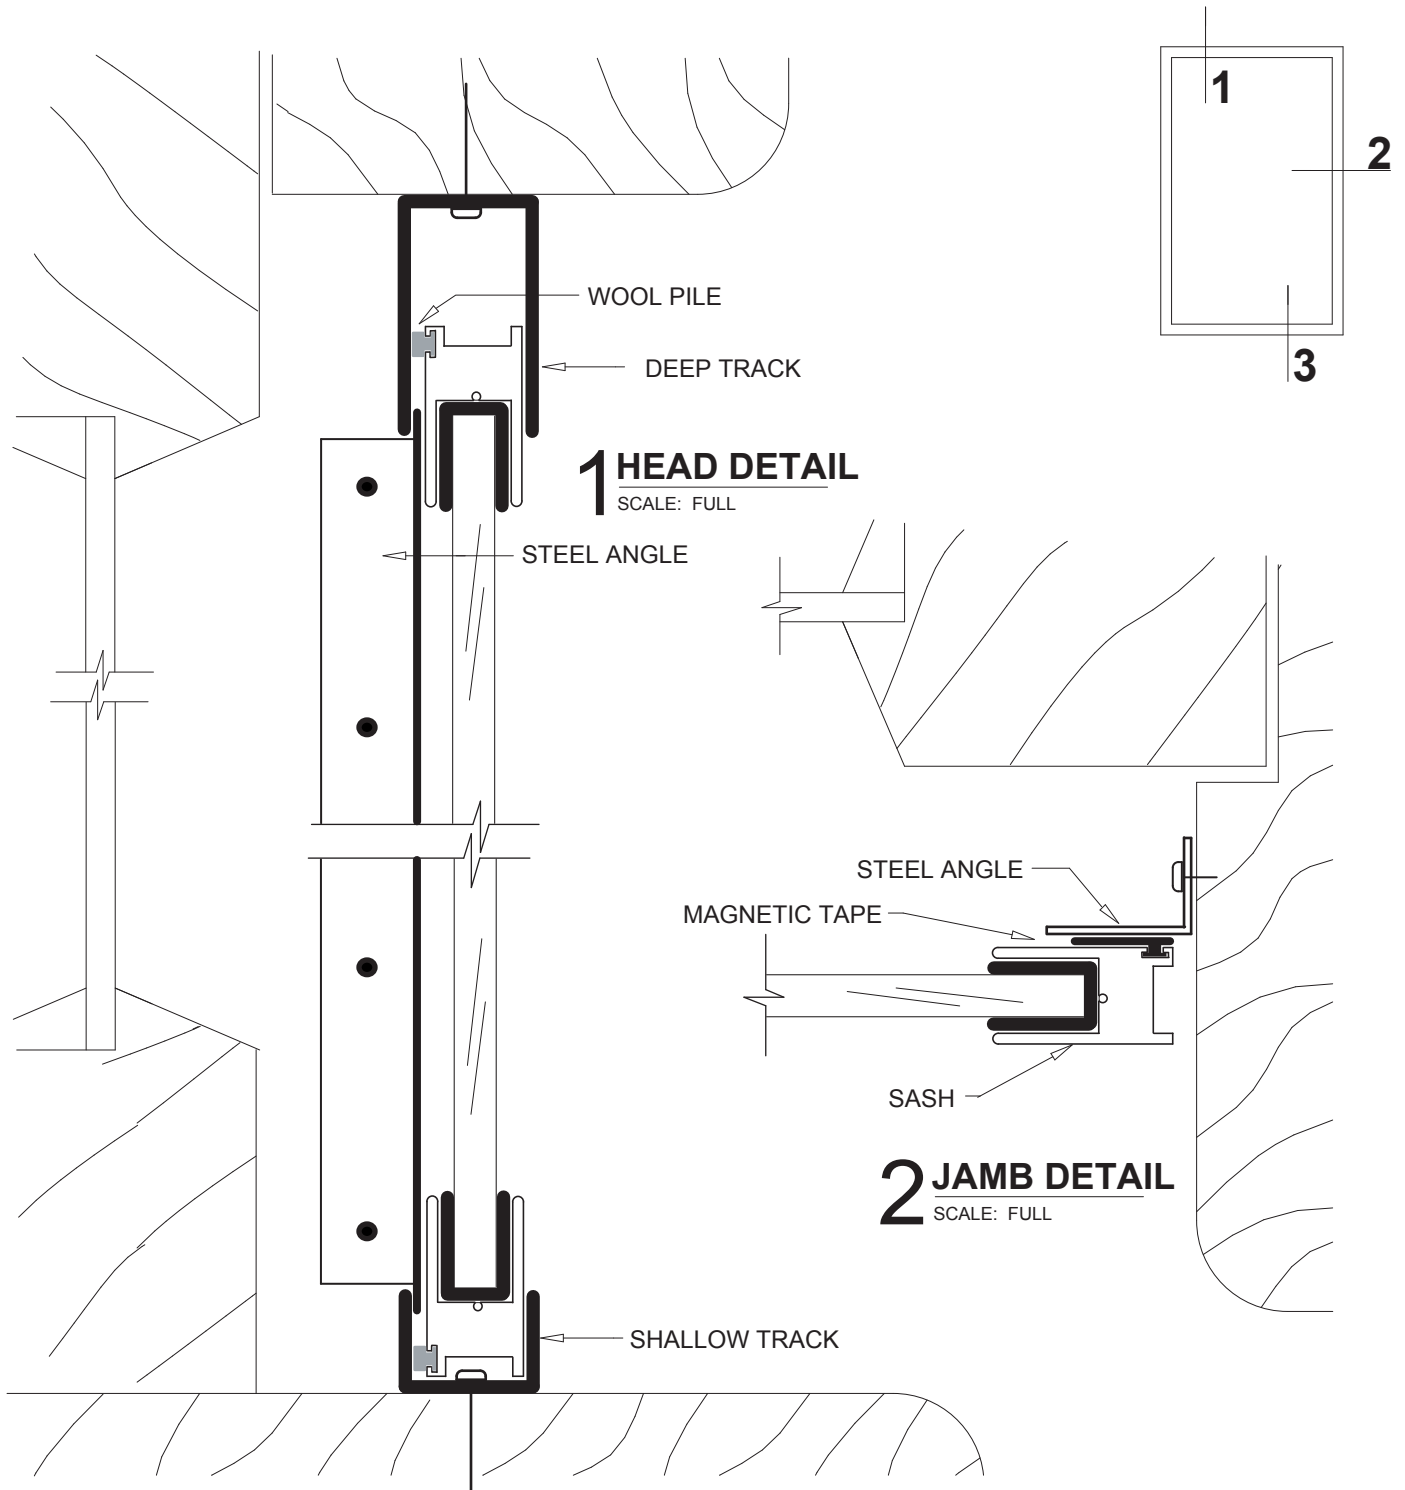 1
2
3
WOOL PILE
DEEP TRACK
1 HEAD DETAIL
SCALE: FULL
STEEL ANGLE
STEEL ANGLE
MAGNETIC TAPE
SASH
2 JAMB DETAIL
SCALE: FULL
SHALLOW TRACK